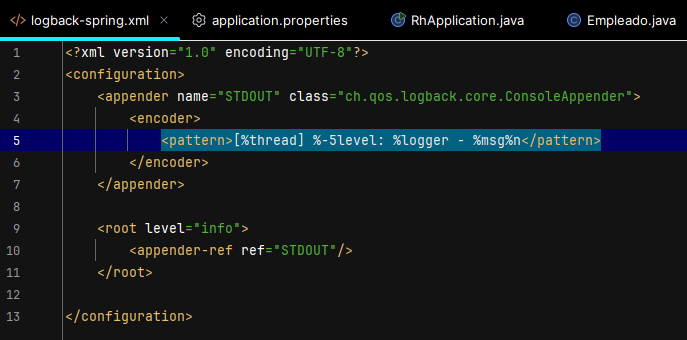 logback-spring.xml × application.properties RhApplication.java Empleado.java
1 <?xml version="1.0" encoding="UTF-8"?>
2 <configuration>
3     <appender name="STDOUT" class="ch.qos.logback.core.ConsoleAppender">
4         <encoder>
5             <pattern>[%thread] %-5level: %logger - %msg%n</pattern>
6         </encoder>
7     </appender>
8
9     <root level="info">
10         <appender-ref ref="STDOUT"/>
11     </root>
12
13 </configuration>